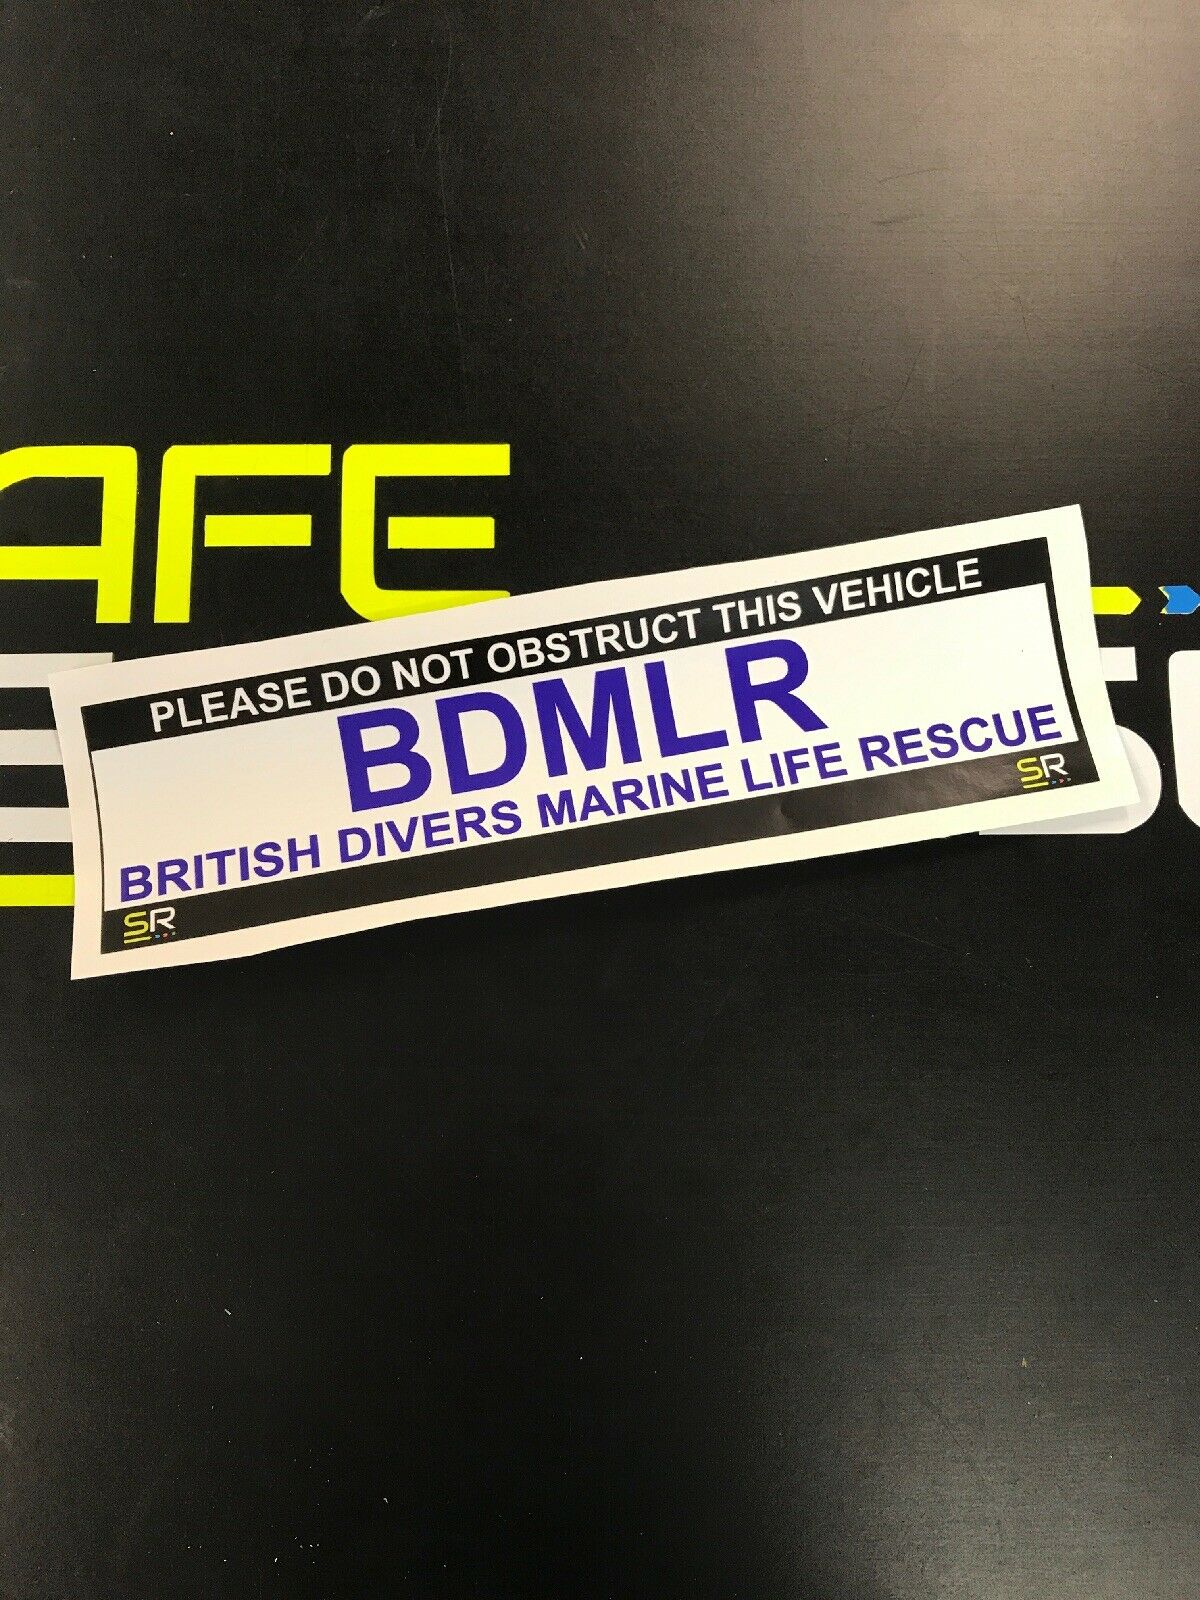 AFE
PLEASE DO NOT OBSTRUCT THIS VEHICLE
BDMLR
BRITISH DIVERS MARINE LIFE RESCUE
SR
SR